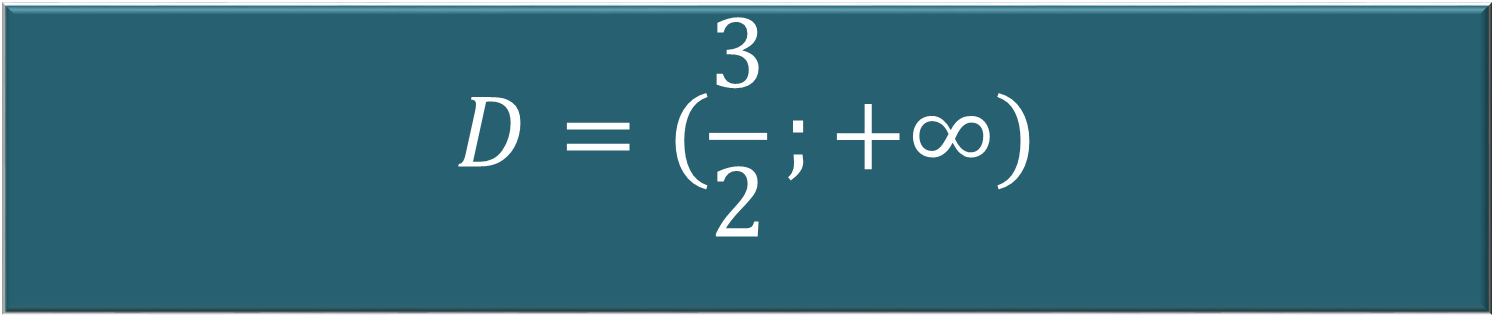 D = (3/2 ; +∞)